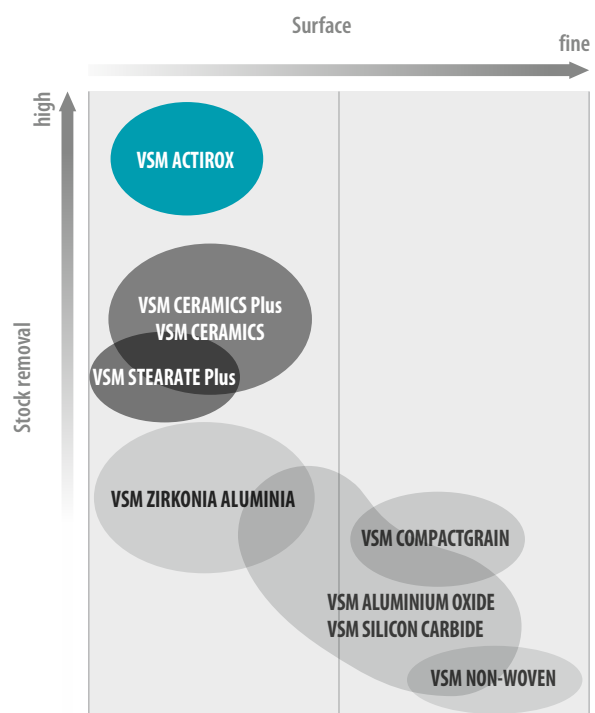 Surface
fine
high
Stock removal
VSM ACTIROX
VSM CERAMICS Plus
VSM CERAMICS
VSM STEARATE Plus
VSM ZIRKONIA ALUMINIA
VSM COMPACTGRAIN
VSM ALUMINIUM OXIDE
VSM SILICON CARBIDE
VSM NON-WOVEN